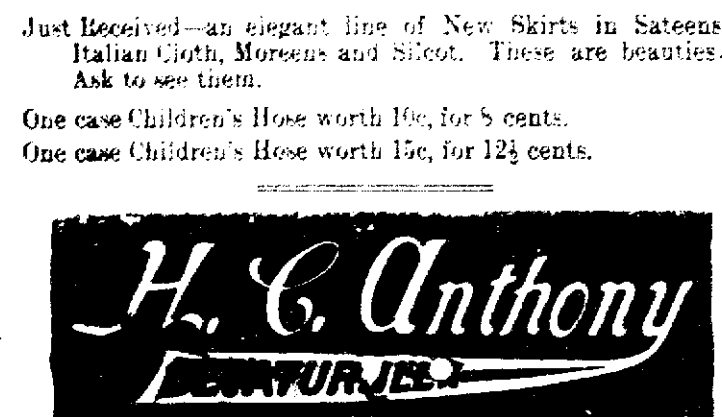 Just Received—an elegant line of New Skirts in Sateens
Italian Cloth, Moreens and Silcot. These are beauties.
Ask to see them.
One case Children's Hose worth 10c, for 8 cents.
One case Children's Hose worth 15c, for 12½ cents.
H. C. Anthony
DECATUR, ILL.